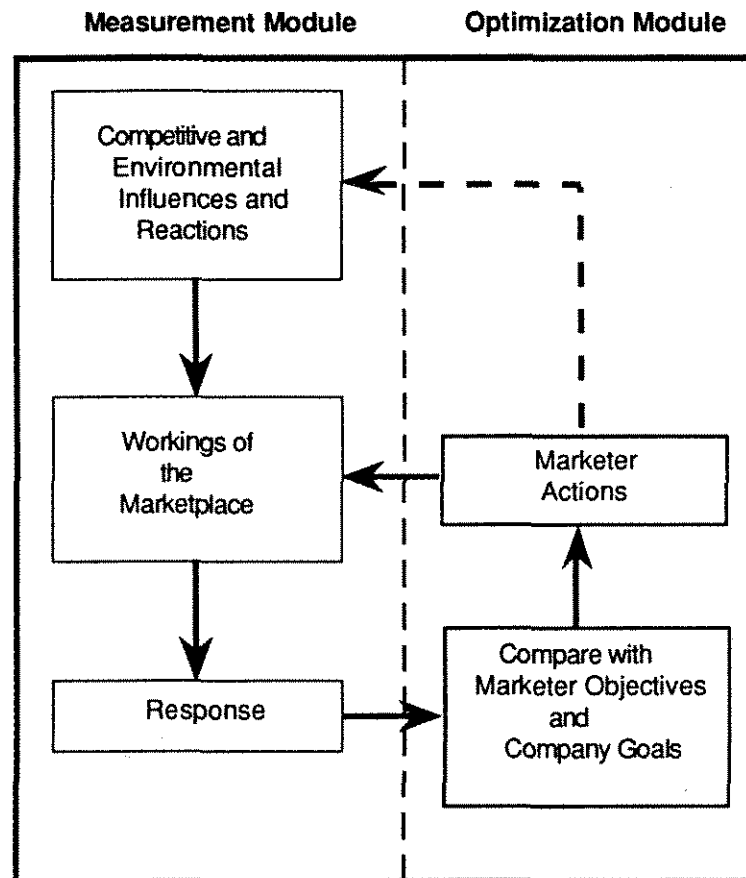 Measurement Module
Optimization Module
Competitive and
Environmental
Influences and
Reactions
Workings of
the
Marketplace
Marketer
Actions
Response
Compare with
Marketer Objectives
and
Company Goals